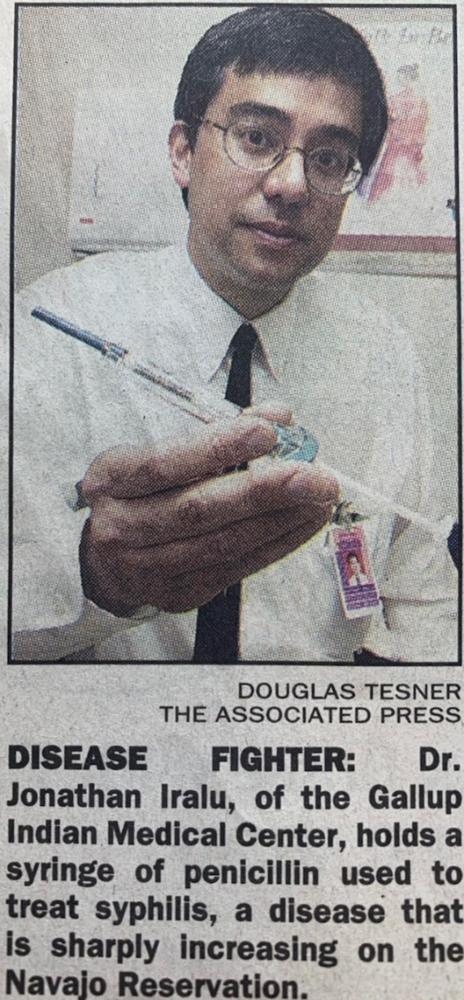 DOUGLAS TESNER
THE ASSOCIATED PRESS
DISEASE FIGHTER: Dr.
Jonathan Iralu, of the Gallup
Indian Medical Center, holds a
syringe of penicillin used to
treat syphilis, a disease that
is sharply increasing on the
Navajo Reservation.